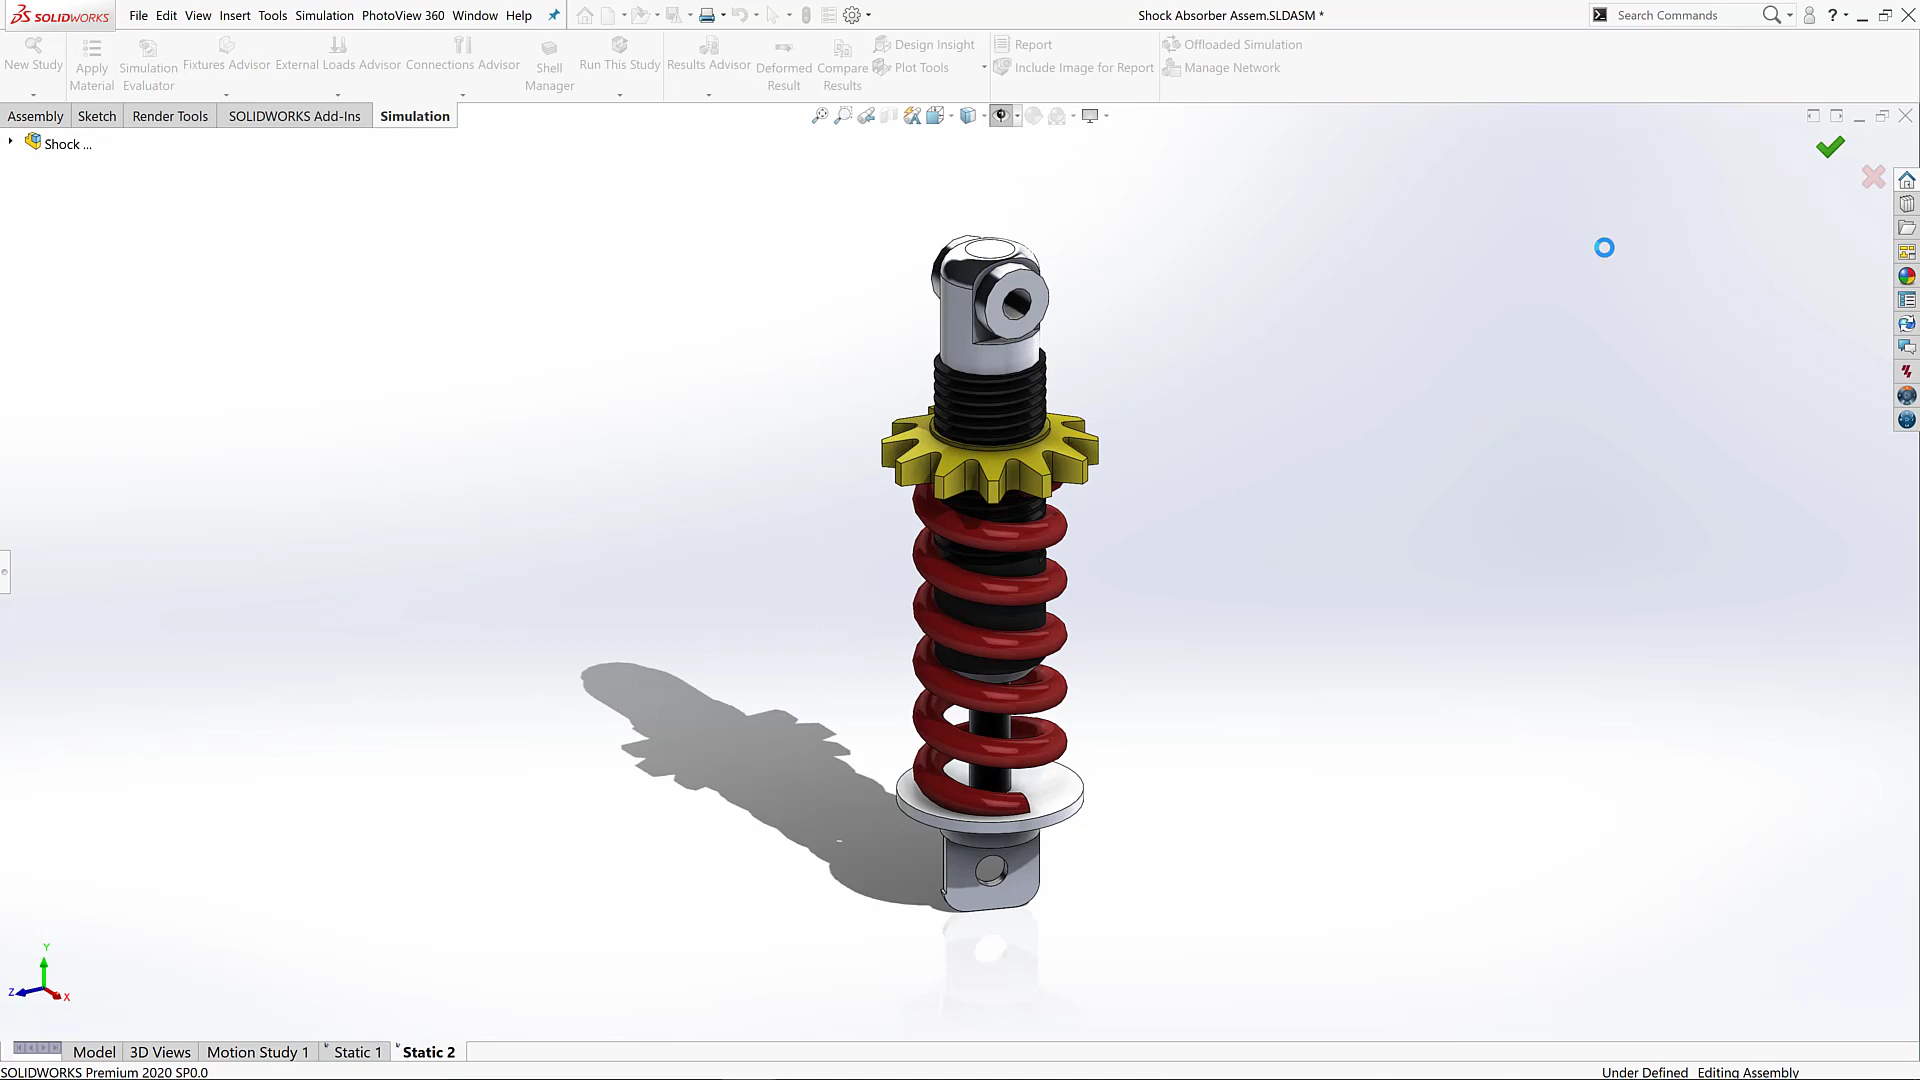 SOLIDWORKS File Edit View Insert Tools Simulation PhotoView 360 Window Help Shock Absorber Assem.SLDASM * Search Commands ?
New Study
Apply Material
Simulation Evaluator
Fixtures Advisor
External Loads Advisor
Connections Advisor
Shell Manager
Run This Study
Results Advisor
Deformed Result
Compare Results
Design Insight
Plot Tools
Report
Include Image for Report
Offloaded Simulation
Manage Network
Assembly Sketch Render Tools SOLIDWORKS Add-Ins Simulation
Shock ...
Y
Z X
Model 3D Views Motion Study 1 Static 1 Static 2
SOLIDWORKS Premium 2020 SP0.0 Under Defined Editing Assembly